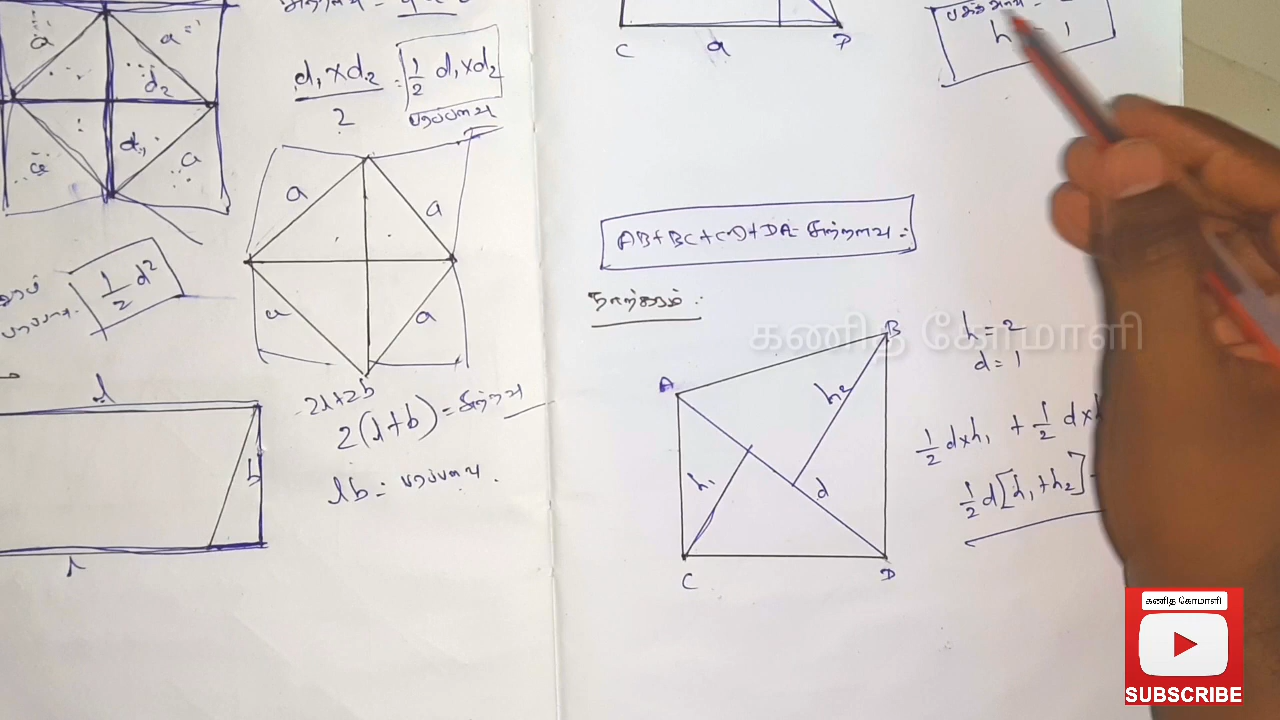 a
a
d₂
d₁
a
a
d₁ × d₂ / 2 = 1/2 d₁ × d₂
பரப்பளவு
a
a
a
a
1/2 d²
l
b
l
2l+2b
2(l+b) = சுற்றளவு
lb = பரப்பளவு.
C
a
D
h = 1
AB+BC+CD+DA = சுற்றளவு
நாற்கரம் :
கணித கோமாளி
A
B
h₂
h₁
d
C
D
h = 2
d = 1
1/2 d×h₁ + 1/2 d×h
1/2 d[h₁+h₂]
கணித கோமாளி
SUBSCRIBE